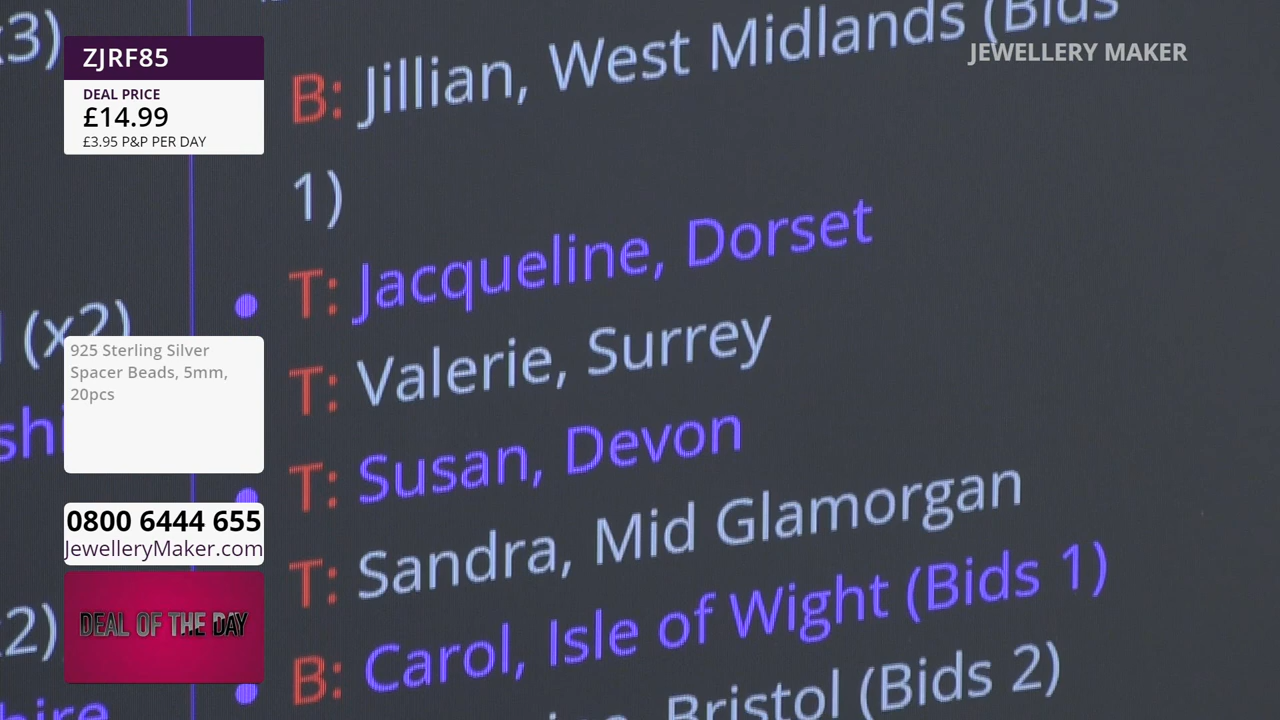 x3)
ZJRF85
DEAL PRICE
£14.99
£3.95 P&P PER DAY
JEWELLERY MAKER
B: Jillian, West Midlands (Bids
1)
T: Jacqueline, Dorset
T: Valerie, Surrey
T: Susan, Devon
T: Sandra, Mid Glamorgan
B: Carol, Isle of Wight (Bids 1)
Bristol (Bids 2)
(x2)
925 Sterling Silver
Spacer Beads, 5mm,
20pcs
0800 6444 655
JewelleryMaker.com
DEAL OF THE DAY